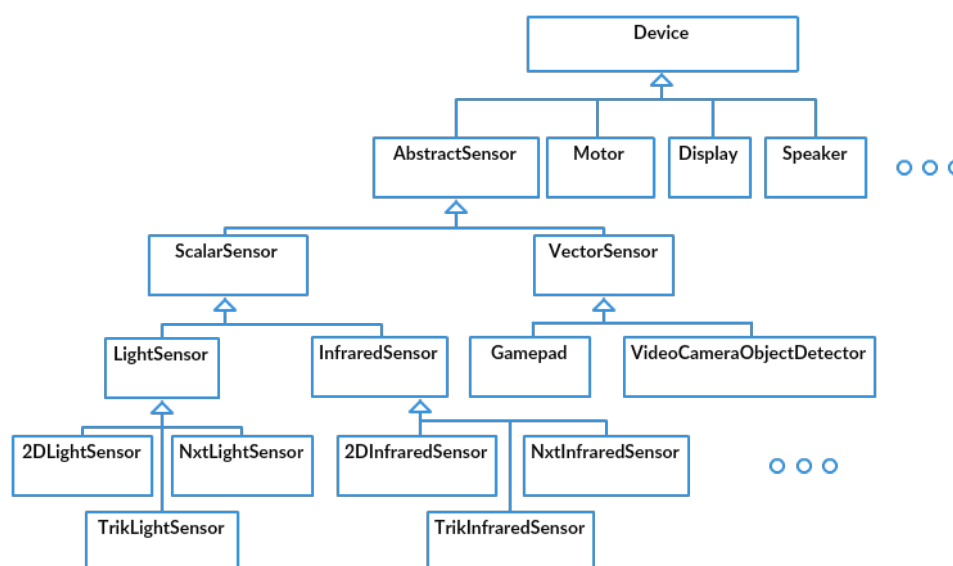 Device
AbstractSensor
Motor
Display
Speaker
ScalarSensor
VectorSensor
LightSensor
InfraredSensor
Gamepad
VideoCameraObjectDetector
2DLightSensor
NxtLightSensor
2DInfraredSensor
NxtInfraredSensor
TrikLightSensor
TrikInfraredSensor